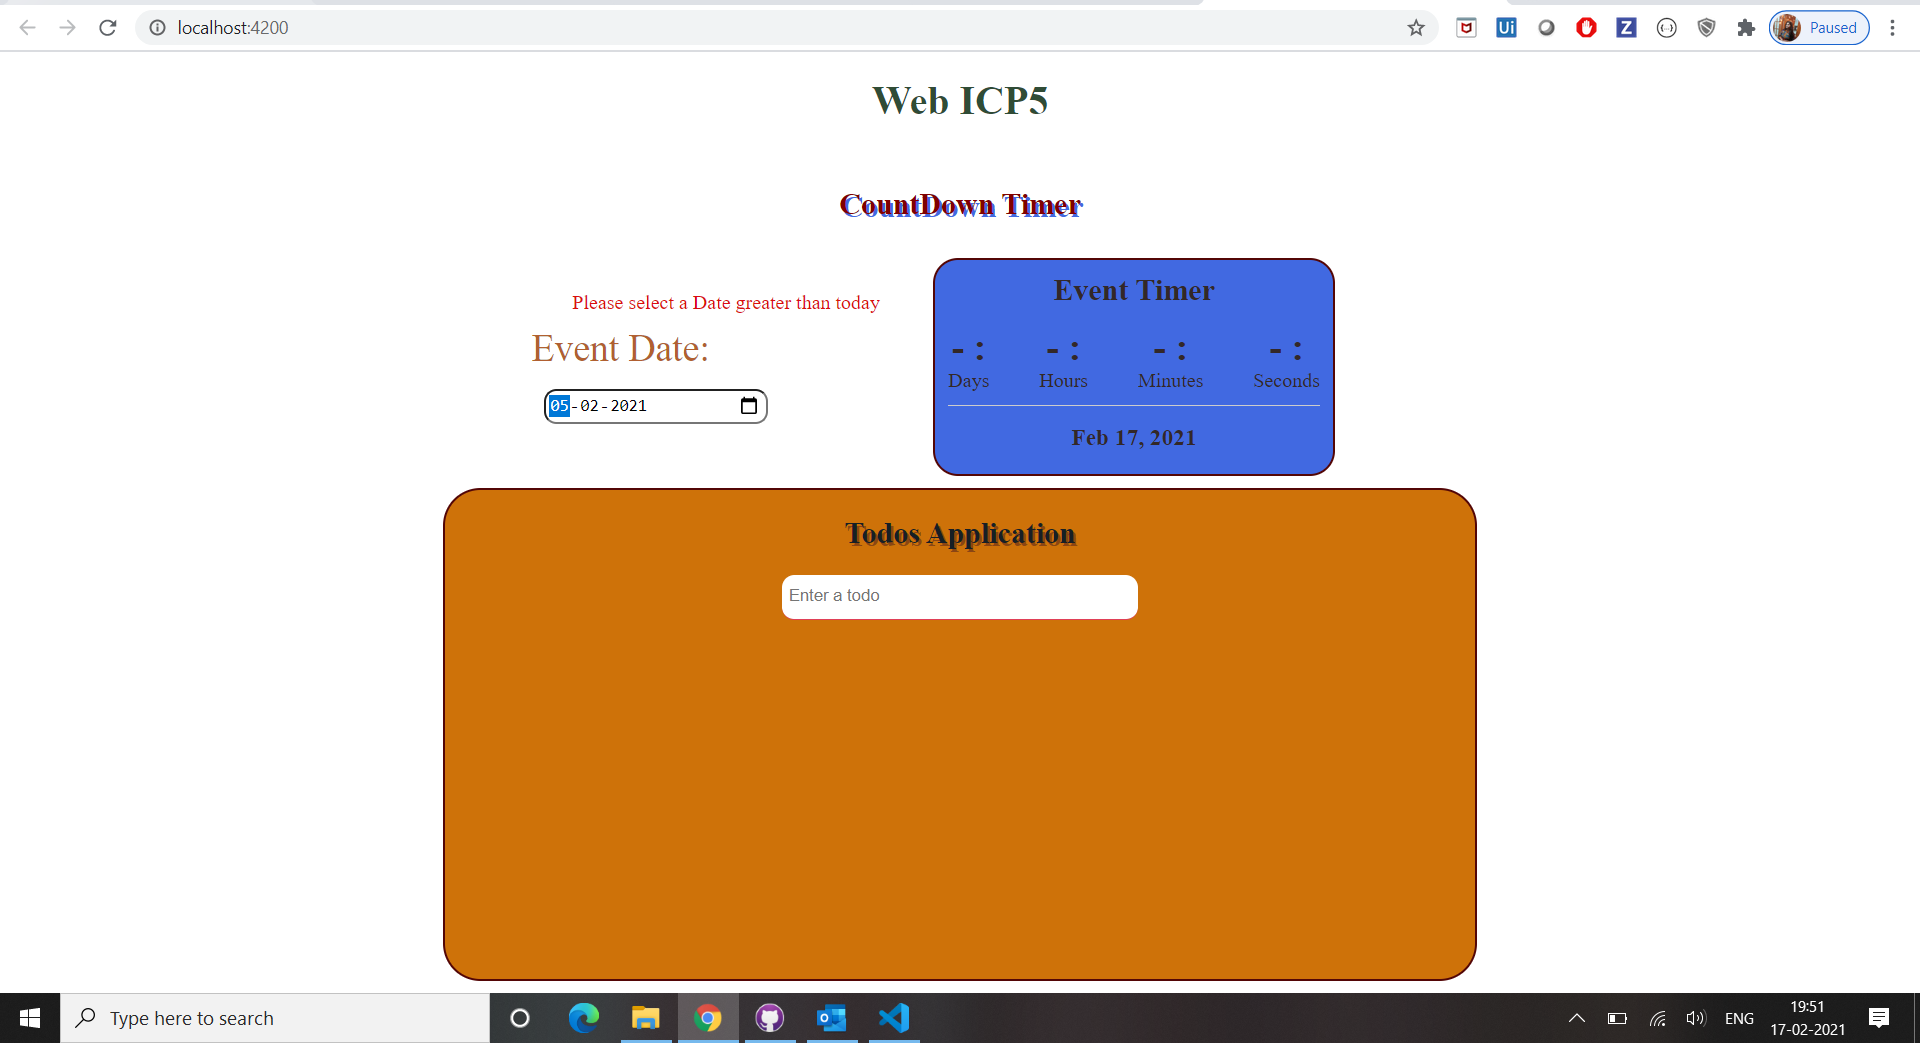 localhost:4200
Ui
Z
Paused
Web ICP5
CountDown Timer
Please select a Date greater than today
Event Date:
05-02-2021
Event Timer
- : - : - : - :
Days Hours Minutes Seconds
Feb 17, 2021
Todos Application
Enter a todo
Type here to search
ENG
19:51
17-02-2021